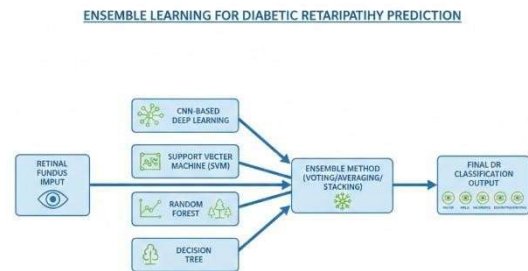 ENSEMBLE LEARNING FOR DIABETIC RETARIPATIHY PREDICTION
CNN-BASED
DEEP LEARNING
SUPPORT VBCTER
MACHINE (SVM)
RETINAL
FUNDUS
IMPUT
RANDOM
FOREST
DECISION
TREE
ENSEMBLE METHOD
(VOTING/AVERAGING/
STACKING)
FINAL DR
CLASSIFICATION
OUTPUT